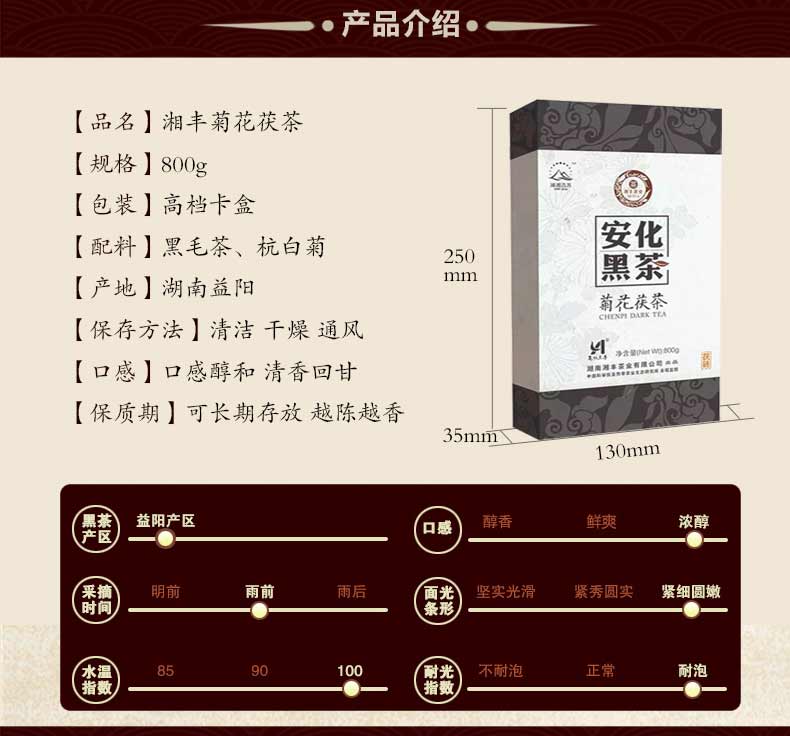 产品介绍
【品名】湘丰菊花茯茶
【规格】800g
【包装】高档卡盒
【配料】黑毛茶、杭白菊
【产地】湖南益阳
【保存方法】清洁 干燥 通风
【口感】口感醇和 清香回甘
【保质期】可长期存放 越陈越香
250
mm
35mm
130mm
安化
黑茶
菊花茯茶
CHENPI DARK TEA
净含量(Net Wt):800g
湖南湘丰茶业有限公司
茯砖
黑茶
产区
益阳产区
口感
醇香 鲜爽 浓醇
采摘
时间
明前 雨前 雨后
面光
条形
坚实光滑 紧秀圆实 紧细圆嫩
水温
指数
85 90 100
耐光
指数
不耐泡 正常 耐泡